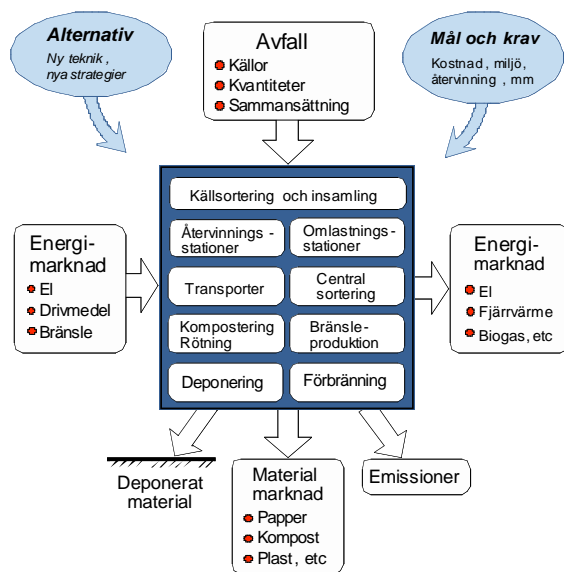 Alternativ
Ny teknik ,
nya strategier
Avfall
Källor
Kvantiteter
Sammansättning
Mål och krav
Kostnad , miljö,
återvinning , mm
Källsortering och insamling
Återvinnings -
stationer
Omlastnings-
stationer
Energi-
marknad
El
Drivmedel
Bränsle
Transporter
Central
sortering
Energi-
marknad
El
Fjärrvärme
Biogas, etc
Kompostering
Rötning
Bränsle-
produktion
Deponering
Förbränning
Deponerat
material
Material
marknad
Papper
Kompost
Plast, etc
Emissioner